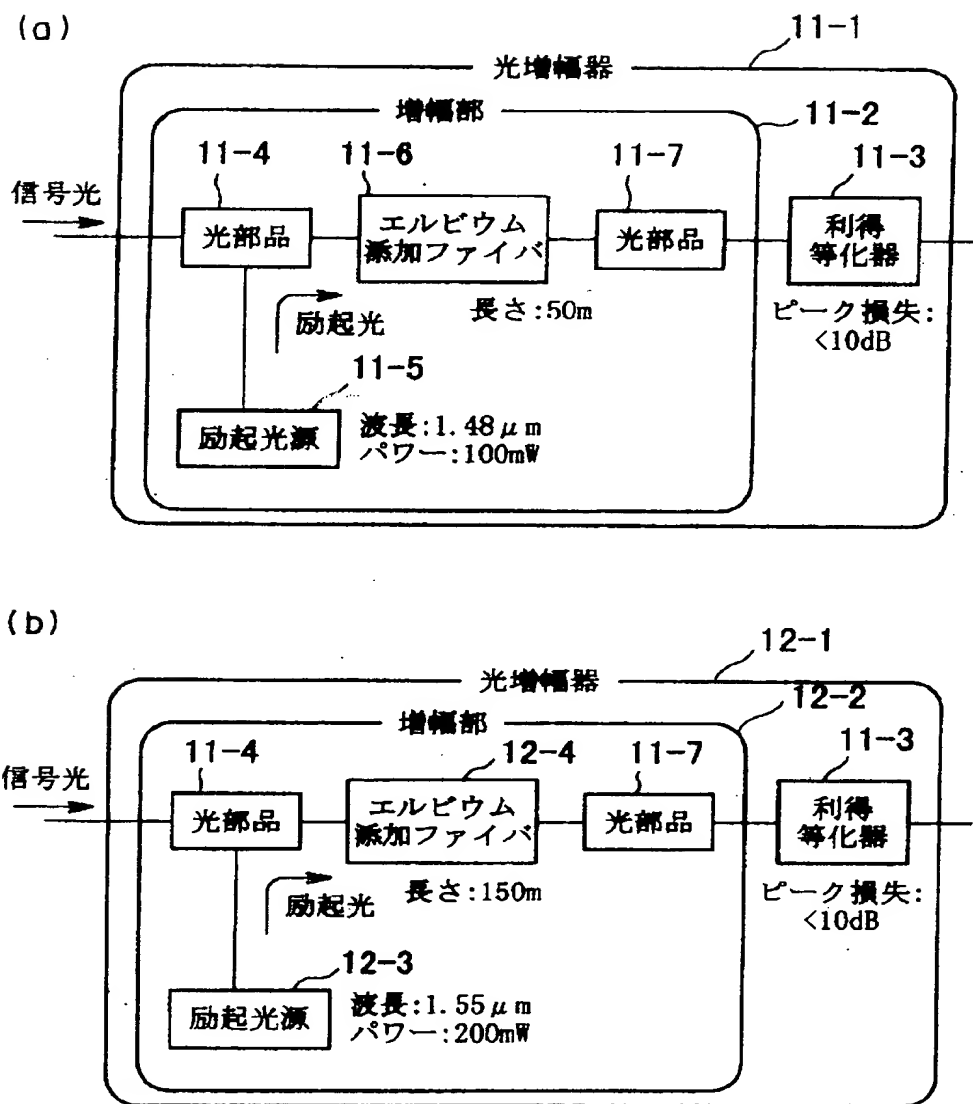 (a)
11-1
光増幅器
増幅部
11-2
11-4
11-6
11-7
11-3
信号光
光部品
エルビウム
添加ファイバ
光部品
利得
等化器
長さ:50m
ピーク損失:
<10dB
励起光
11-5
励起光源
波長:1.48μm
パワー:100mW
(b)
12-1
光増幅器
12-2
増幅部
11-4
12-4
11-7
11-3
信号光
光部品
エルビウム
添加ファイバ
光部品
利得
等化器
長さ:150m
ピーク損失:
<10dB
励起光
12-3
励起光源
波長:1.55μm
パワー:200mW